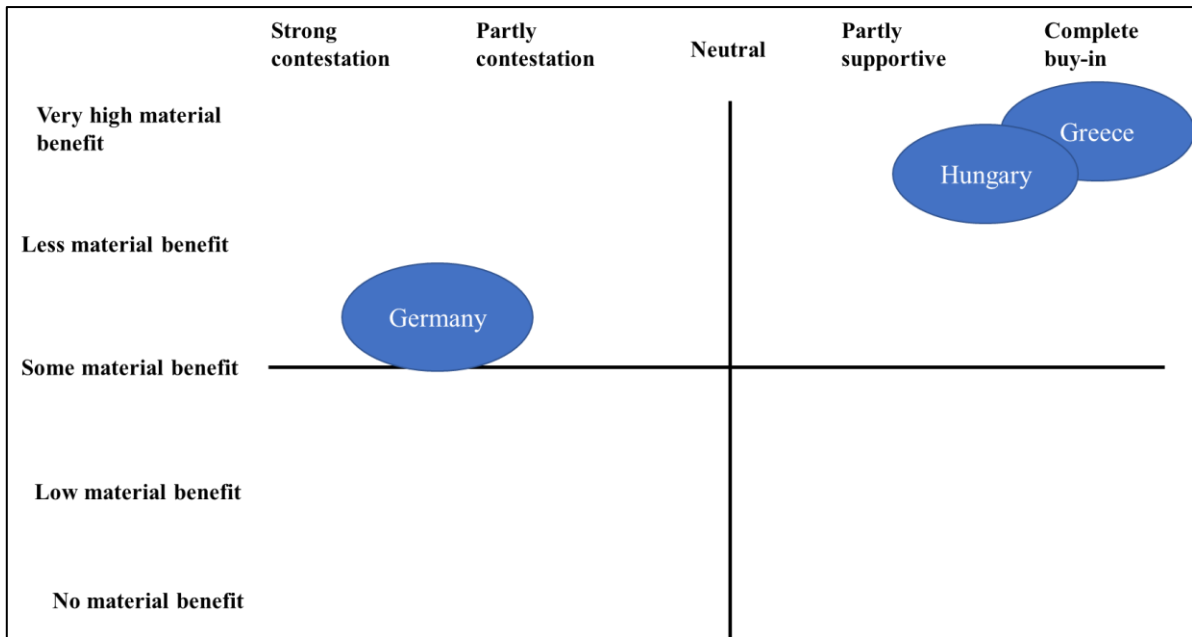 Strong
contestation
Partly
contestation
Neutral
Partly
supportive
Complete
buy-in
Very high material
benefit
Greece
Hungary
Less material benefit
Germany
Some material benefit
Low material benefit
No material benefit